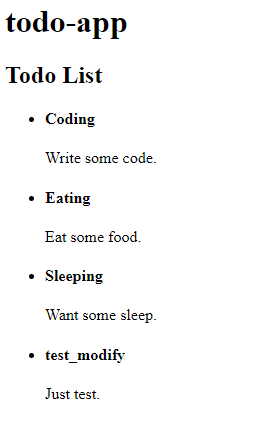 todo-app
Todo List
Coding
Write some code.
Eating
Eat some food.
Sleeping
Want some sleep.
test_modify
Just test.